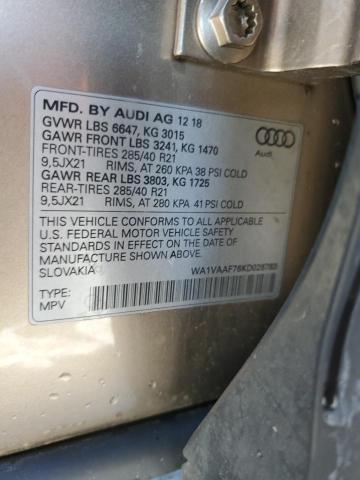 MFD. BY AUDI AG 12 18
GVWR LBS 6647, KG 3015
GAWR FRONT LBS 3241, KG 1470
FRONT-TIRES 285/40 R21
9,5JX21 RIMS, AT 260 KPA 38 PSI COLD
GAWR REAR LBS 3803, KG 1725
REAR-TIRES 285/40 R21
9,5JX21 RIMS, AT 280 KPA 41 PSI COLD
Audi
THIS VEHICLE CONFORMS TO ALL APPLICABLE
U.S. FEDERAL MOTOR VEHICLE SAFETY
STANDARDS IN EFFECT ON THE DATE OF
MANUFACTURE SHOWN ABOVE.
SLOVAKIA
TYPE:
MPV